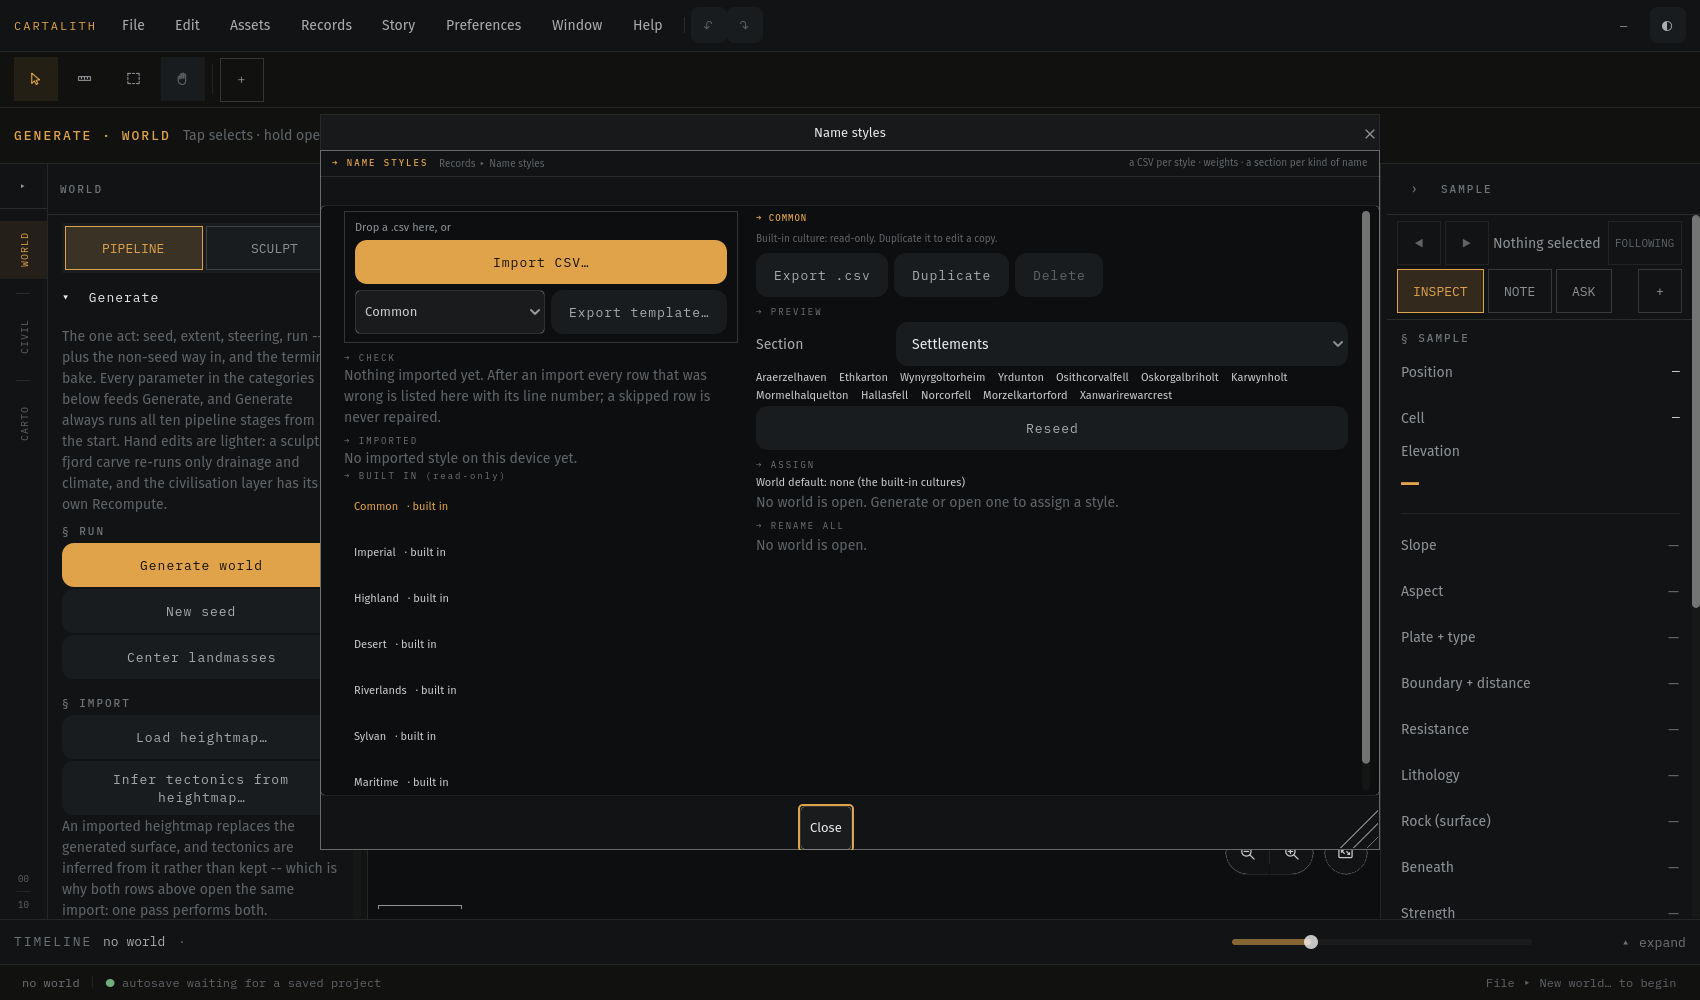 CARTALITH File Edit Assets Records Story Preferences Window Help
GENERATE · WORLD Tap selects · hold ope
Name styles
→ NAME STYLES Records ▸ Name styles
a CSV per style · weights · a section per kind of name
WORLD
CIVIL
CARTO
00
10
WORLD
PIPELINE SCULPT
▾ Generate
The one act: seed, extent, steering, run --
plus the non-seed way in, and the termin
bake. Every parameter in the categories
below feeds Generate, and Generate
always runs all ten pipeline stages from
the start. Hand edits are lighter: a sculpt
fjord carve re-runs only drainage and
climate, and the civilisation layer has its
own Recompute.
§ RUN
Generate world
New seed
Center landmasses
§ IMPORT
Load heightmap…
Infer tectonics from
heightmap…
An imported heightmap replaces the
generated surface, and tectonics are
inferred from it rather than kept -- which is
why both rows above open the same
import: one pass performs both.
Drop a .csv here, or
Import CSV…
Common Export template…
→ CHECK
Nothing imported yet. After an import every row that was
wrong is listed here with its line number; a skipped row is
never repaired.
→ IMPORTED
No imported style on this device yet.
→ BUILT IN (read-only)
Common · built in
Imperial · built in
Highland · built in
Desert · built in
Riverlands · built in
Sylvan · built in
Maritime · built in
→ COMMON
Built-in culture: read-only. Duplicate it to edit a copy.
Export .csv Duplicate Delete
→ PREVIEW
Section Settlements
Araerzelhaven Ethkarton Wynyrgoltorheim Yrdunton Osithcorvalfell Oskorgalbriholt Karwynholt
Mormelhalquelton Hallasfell Norcorfell Morzelkartorford Xanwarirewarcrest
Reseed
→ ASSIGN
World default: none (the built-in cultures)
No world is open. Generate or open one to assign a style.
→ RENAME ALL
No world is open.
Close
› SAMPLE
◀ ▶ Nothing selected FOLLOWING
INSPECT NOTE ASK +
§ SAMPLE
Position —
Cell —
Elevation
—
Slope —
Aspect —
Plate + type —
Boundary + distance —
Resistance —
Lithology —
Rock (surface) —
Beneath —
Strength —
TIMELINE no world ·
▴ expand
no world autosave waiting for a saved project
File ▸ New world… to begin